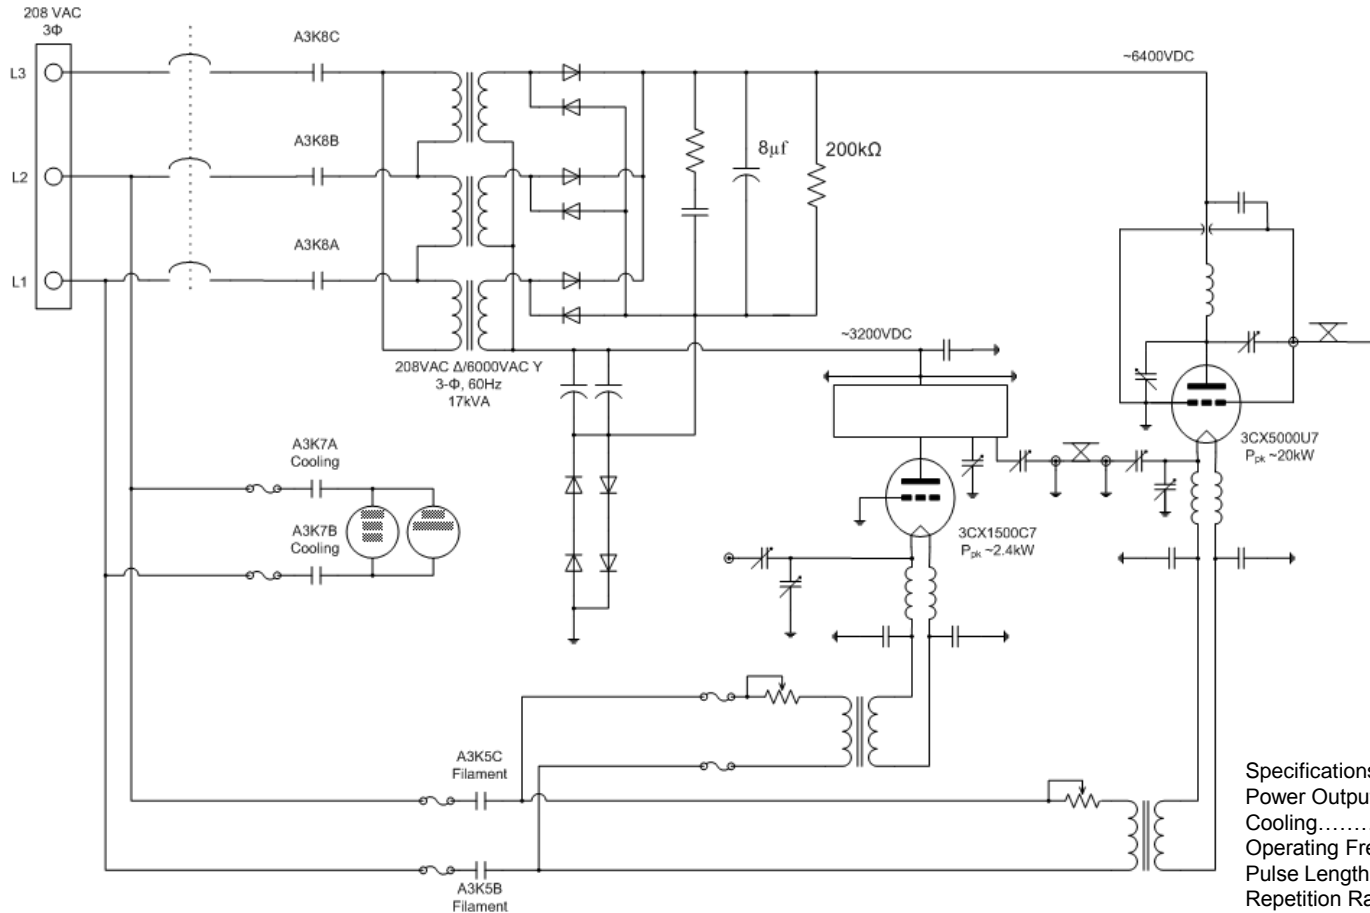 208 VAC
3Φ
L3
L2
L1
A3K8C
A3K8B
A3K8A
8µf
200kΩ
~6400VDC
~3200VDC
208VAC Δ/6000VAC Y
3-Φ, 60Hz
17kVA
3CX5000U7
Ppk ~20kW
A3K7A
Cooling
A3K7B
Cooling
3CX1500C7
Ppk ~2.4kW
A3K5C
Filament
A3K5B
Filament
Specifications
Power Outpu
Cooling........
Operating Fre
Pulse Length
Repetition Ra